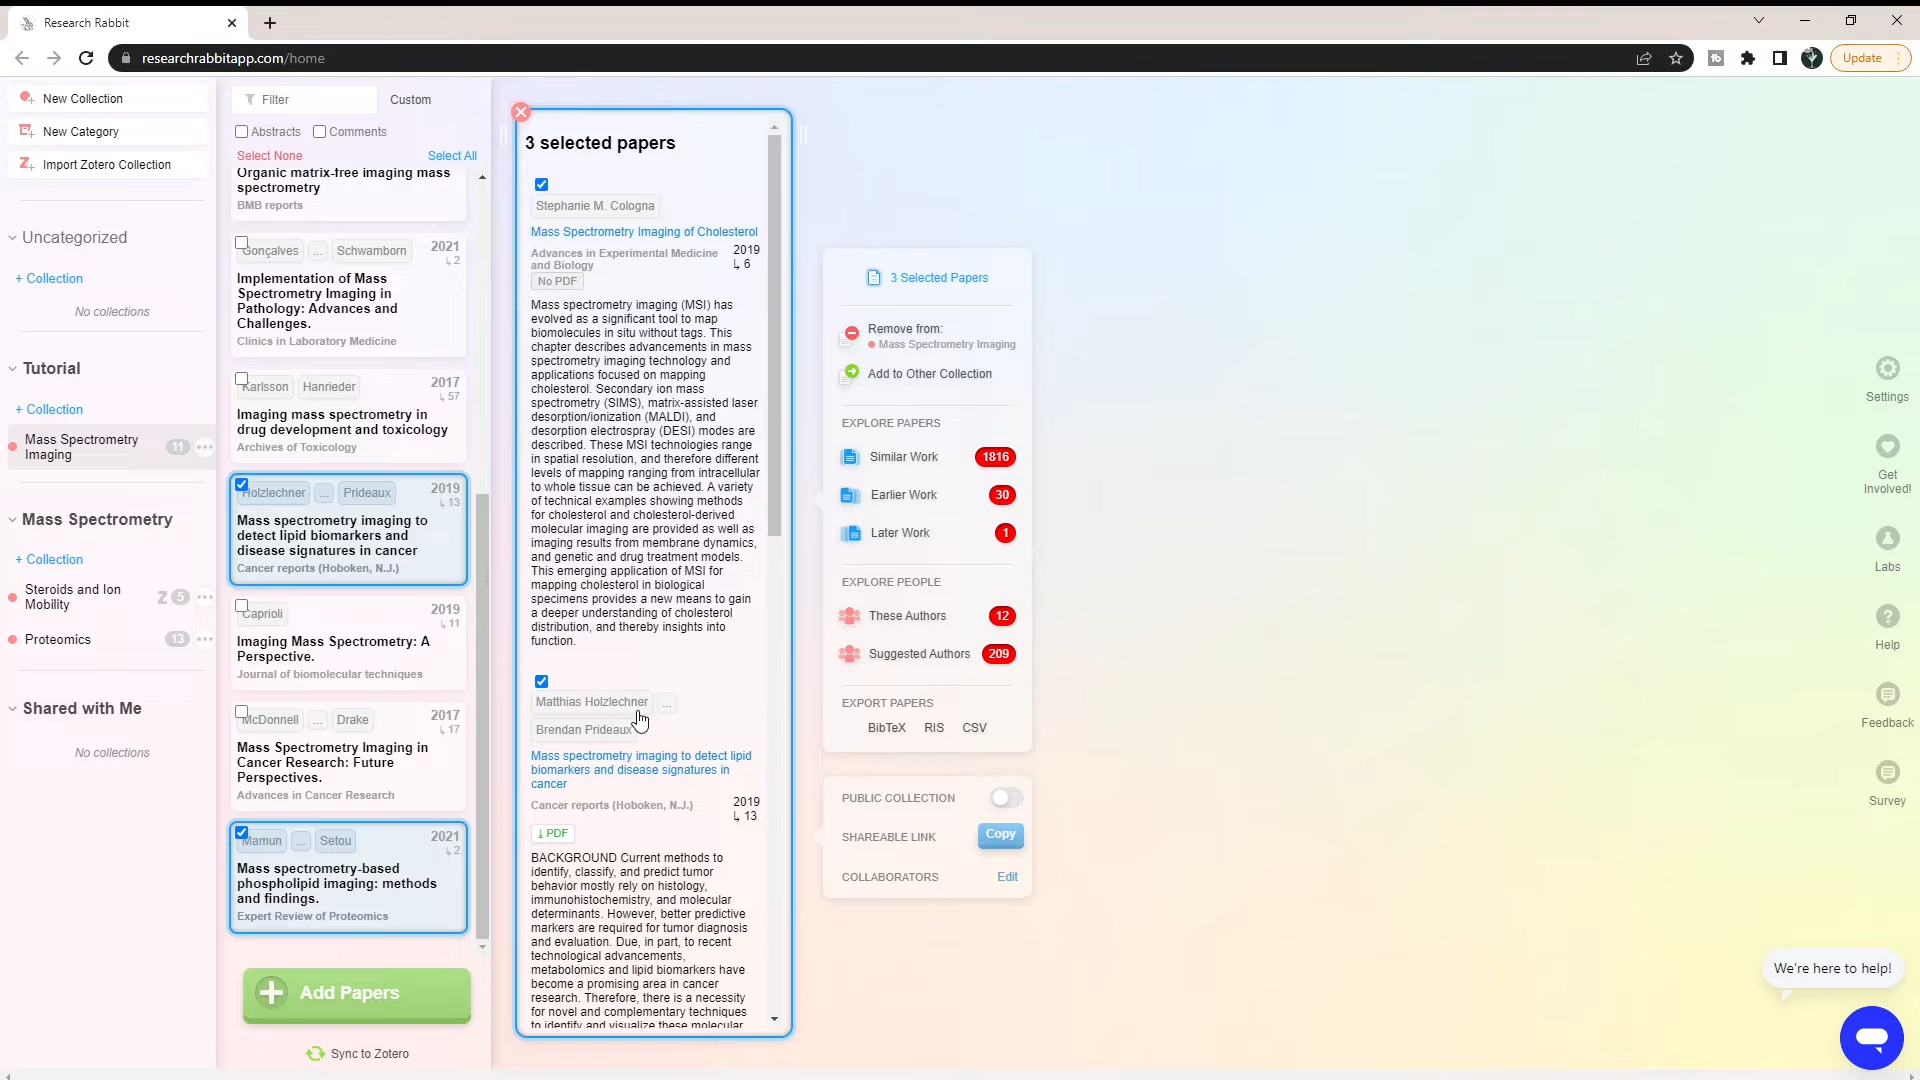 Research Rabbit
researchrabbitapp.com/home
Update
New Collection
New Category
Import Zotero Collection
Uncategorized
+ Collection
No collections
Tutorial
+ Collection
Mass Spectrometry
Imaging
11
Mass Spectrometry
+ Collection
Steroids and Ion
Mobility
Z 5
Proteomics
13
Shared with Me
No collections
Filter
Custom
Abstracts
Comments
Select None
Select All
Organic matrix-free imaging mass
spectrometry
BMB reports
Gonçalves ... Schwamborn 2021
2
Implementation of Mass
Spectrometry Imaging in
Pathology: Advances and
Challenges.
Clinics in Laboratory Medicine
Karlsson Hanrieder 2017
57
Imaging mass spectrometry in
drug development and toxicology
Archives of Toxicology
Holzlechner ... Prideaux 2019
13
Mass spectrometry imaging to
detect lipid biomarkers and
disease signatures in cancer
Cancer reports (Hoboken, N.J.)
Caprioli 2019
11
Imaging Mass Spectrometry: A
Perspective.
Journal of biomolecular techniques
McDonnell ... Drake 2017
17
Mass Spectrometry Imaging in
Cancer Research: Future
Perspectives.
Advances in Cancer Research
Mamun ... Setou 2021
2
Mass spectrometry-based
phospholipid imaging: methods
and findings.
Expert Review of Proteomics
Add Papers
Sync to Zotero
3 selected papers
Stephanie M. Cologna
Mass Spectrometry Imaging of Cholesterol
Advances in Experimental Medicine
and Biology
2019
6
No PDF
Mass spectrometry imaging (MSI) has
evolved as a significant tool to map
biomolecules in situ without tags. This
chapter describes advancements in mass
spectrometry imaging technology and
applications focused on mapping
cholesterol. Secondary ion mass
spectrometry (SIMS), matrix-assisted laser
desorption/ionization (MALDI), and
desorption electrospray (DESI) modes are
described. These MSI technologies range
in spatial resolution, and therefore different
levels of mapping ranging from intracellular
to whole tissue can be achieved. A variety
of technical examples showing methods
for cholesterol and cholesterol-derived
molecular imaging are provided as well as
imaging results from membrane dynamics,
and genetic and drug treatment models.
This emerging application of MSI for
mapping cholesterol in biological
specimens provides a new means to gain
a deeper understanding of cholesterol
distribution, and thereby insights into
function.
Matthias Holzlechner ...
Brendan Prideaux
Mass spectrometry imaging to detect lipid
biomarkers and disease signatures in
cancer
Cancer reports (Hoboken, N.J.)
2019
13
PDF
BACKGROUND Current methods to
identify, classify, and predict tumor
behavior mostly rely on histology,
immunohistochemistry, and molecular
determinants. However, better predictive
markers are required for tumor diagnosis
and evaluation. Due, in part, to recent
technological advancements,
metabolomics and lipid biomarkers have
become a promising area in cancer
research. Therefore, there is a necessity
for novel and complementary techniques
to identify and visualize these molecular
3 Selected Papers
Remove from:
Mass Spectrometry Imaging
Add to Other Collection
EXPLORE PAPERS
Similar Work 1816
Earlier Work 30
Later Work 1
EXPLORE PEOPLE
These Authors 12
Suggested Authors 209
EXPORT PAPERS
BibTeX RIS CSV
PUBLIC COLLECTION
SHAREABLE LINK Copy
COLLABORATORS Edit
Settings
Get
Involved!
Labs
Help
Feedback
Survey
We're here to help!